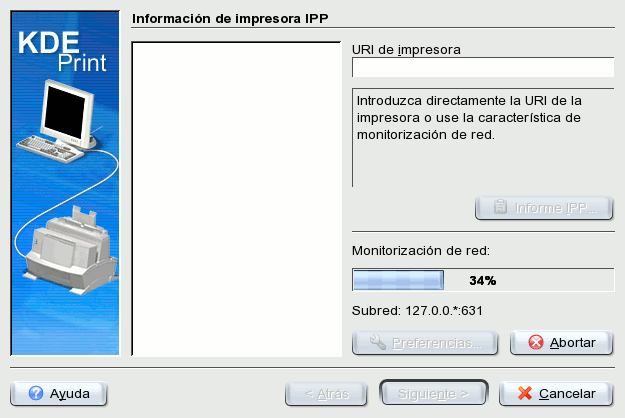 Información de impresora IPP
KDE
Print
URI de impresora
Introduzca directamente la URI de la
impresora o use la característica de
monitorización de red.
Informe IPP...
Monitorización de red:
34%
Subred: 127.0.0.*:631
Preferencias...
Abortar
Ayuda
< Atrás
Siguiente >
Cancelar